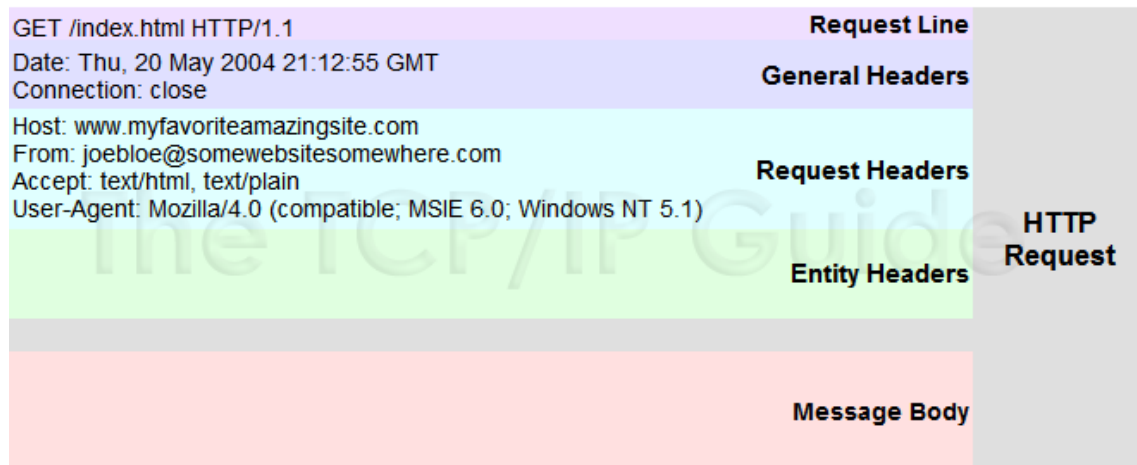 GET /index.html HTTP/1.1
Request Line
Date: Thu, 20 May 2004 21:12:55 GMT
Connection: close
General Headers
Host: www.myfavoriteamazingsite.com
From: joebloe@somewebsitesomewhere.com
Accept: text/html, text/plain
User-Agent: Mozilla/4.0 (compatible; MSIE 6.0; Windows NT 5.1)
Request Headers
The TCP/IP Guide
Entity Headers
Message Body
HTTP
Request